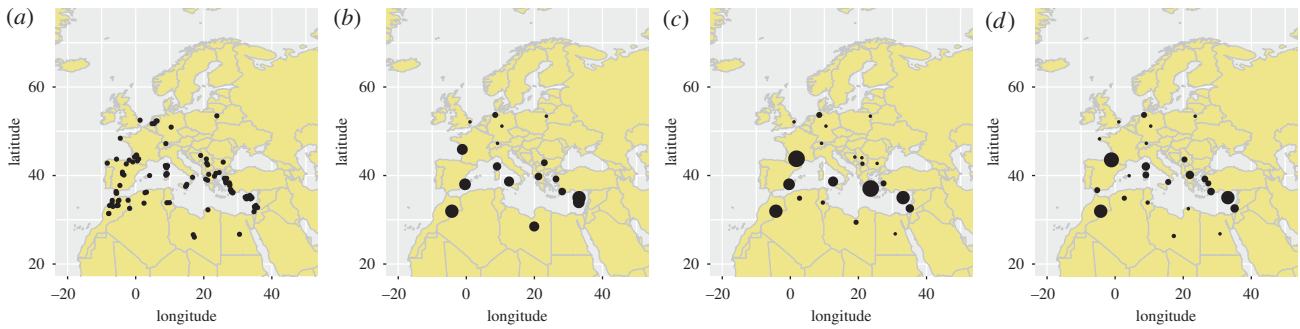 (a) (b) (c) (d)
latitude 60 latitude 60 latitude 60 latitude 60
40 40 40 40
20 20 20 20
–20 0 20 40 –20 0 20 40 –20 0 20 40 –20 0 20 40
longitude longitude longitude longitude